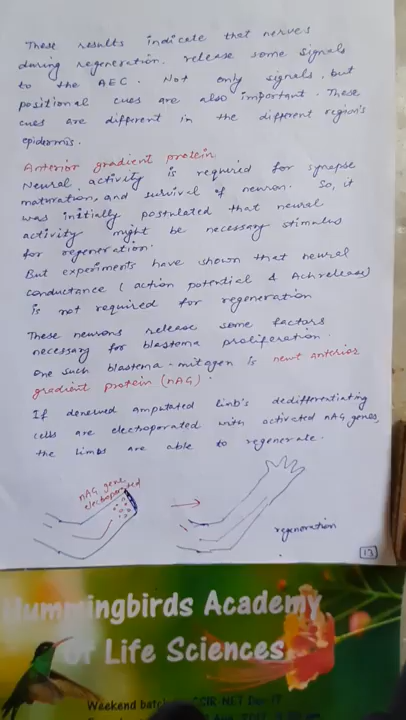 These results indicate that nerves
during regeneration, release some signals
to the AEC. Not only signals, but
positional cues are also important. These
cues are different in the different region's
epidermis.
Anterior gradient protein
Neural activity is required for synapse
maturation, and survival of neuron. So, it
was initially postulated that neural
activity might be necessary stimulus
for regeneration.
But experiments have shown that neural
conductance (action potential & Ach release)
is not required for regeneration
These neurons release some factors
necessary for blastema proliferation.
One such blastema mitogen is newt anterior
gradient protein (nAG).
If denerved amputated limb's dedifferentiating
cells are electroporated with activated nAG genes,
the limbs are able to regenerate.
nAG gene
electroporated
regeneration
13
Hummingbirds Academy
Of Life Sciences
Weekend batch
CSIR-NET Dec 17